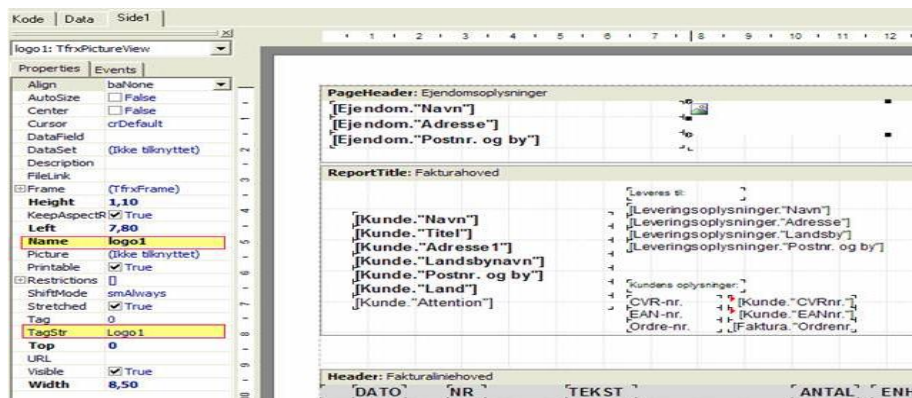 Kode Data Side1
logo1: TfrxPictureView
Properties Events
Align baNone
AutoSize False
Center False
Cursor crDefault
DataField
DataSet (Ikke tilknyttet)
Description
FileLink
Frame (TfrxFrame)
Height 1,10
KeepAspectR True
Left 7,80
Name logo1
Picture (Ikke tilknyttet)
Printable True
Restrictions []
ShiftMode smAlways
Stretched True
Tag 0
TagStr Logo1
Top 0
URL
Visible True
Width 8,50
1 2 3 4 5 6 7 8 9 10 11 12
PageHeader: Ejendomsoplysninger
[Ejendom."Navn"]
[Ejendom."Adresse"]
[Ejendom."Postnr. og by"]
ReportTitle: Fakturahoved
Leveres til:
[Leveringsoplysninger."Navn"]
[Leveringsoplysninger."Adresse"]
[Leveringsoplysninger."Landsby"]
[Leveringsoplysninger."Postnr. og by"]
[Kunde."Navn"]
[Kunde."Titel"]
[Kunde."Adresse1"]
[Kunde."Landsbynavn"]
[Kunde."Postnr. og by"]
[Kunde."Land"]
[Kunde."Attention"]
Kundens oplysninger:
CVR-nr. [Kunde."CVRnr."]
EAN-nr. [Kunde."EANnr."]
Ordre-nr. [Faktura."Ordrenr.
Header: Fakturaliniehoved
DATO NR TEKST ANTAL ENH